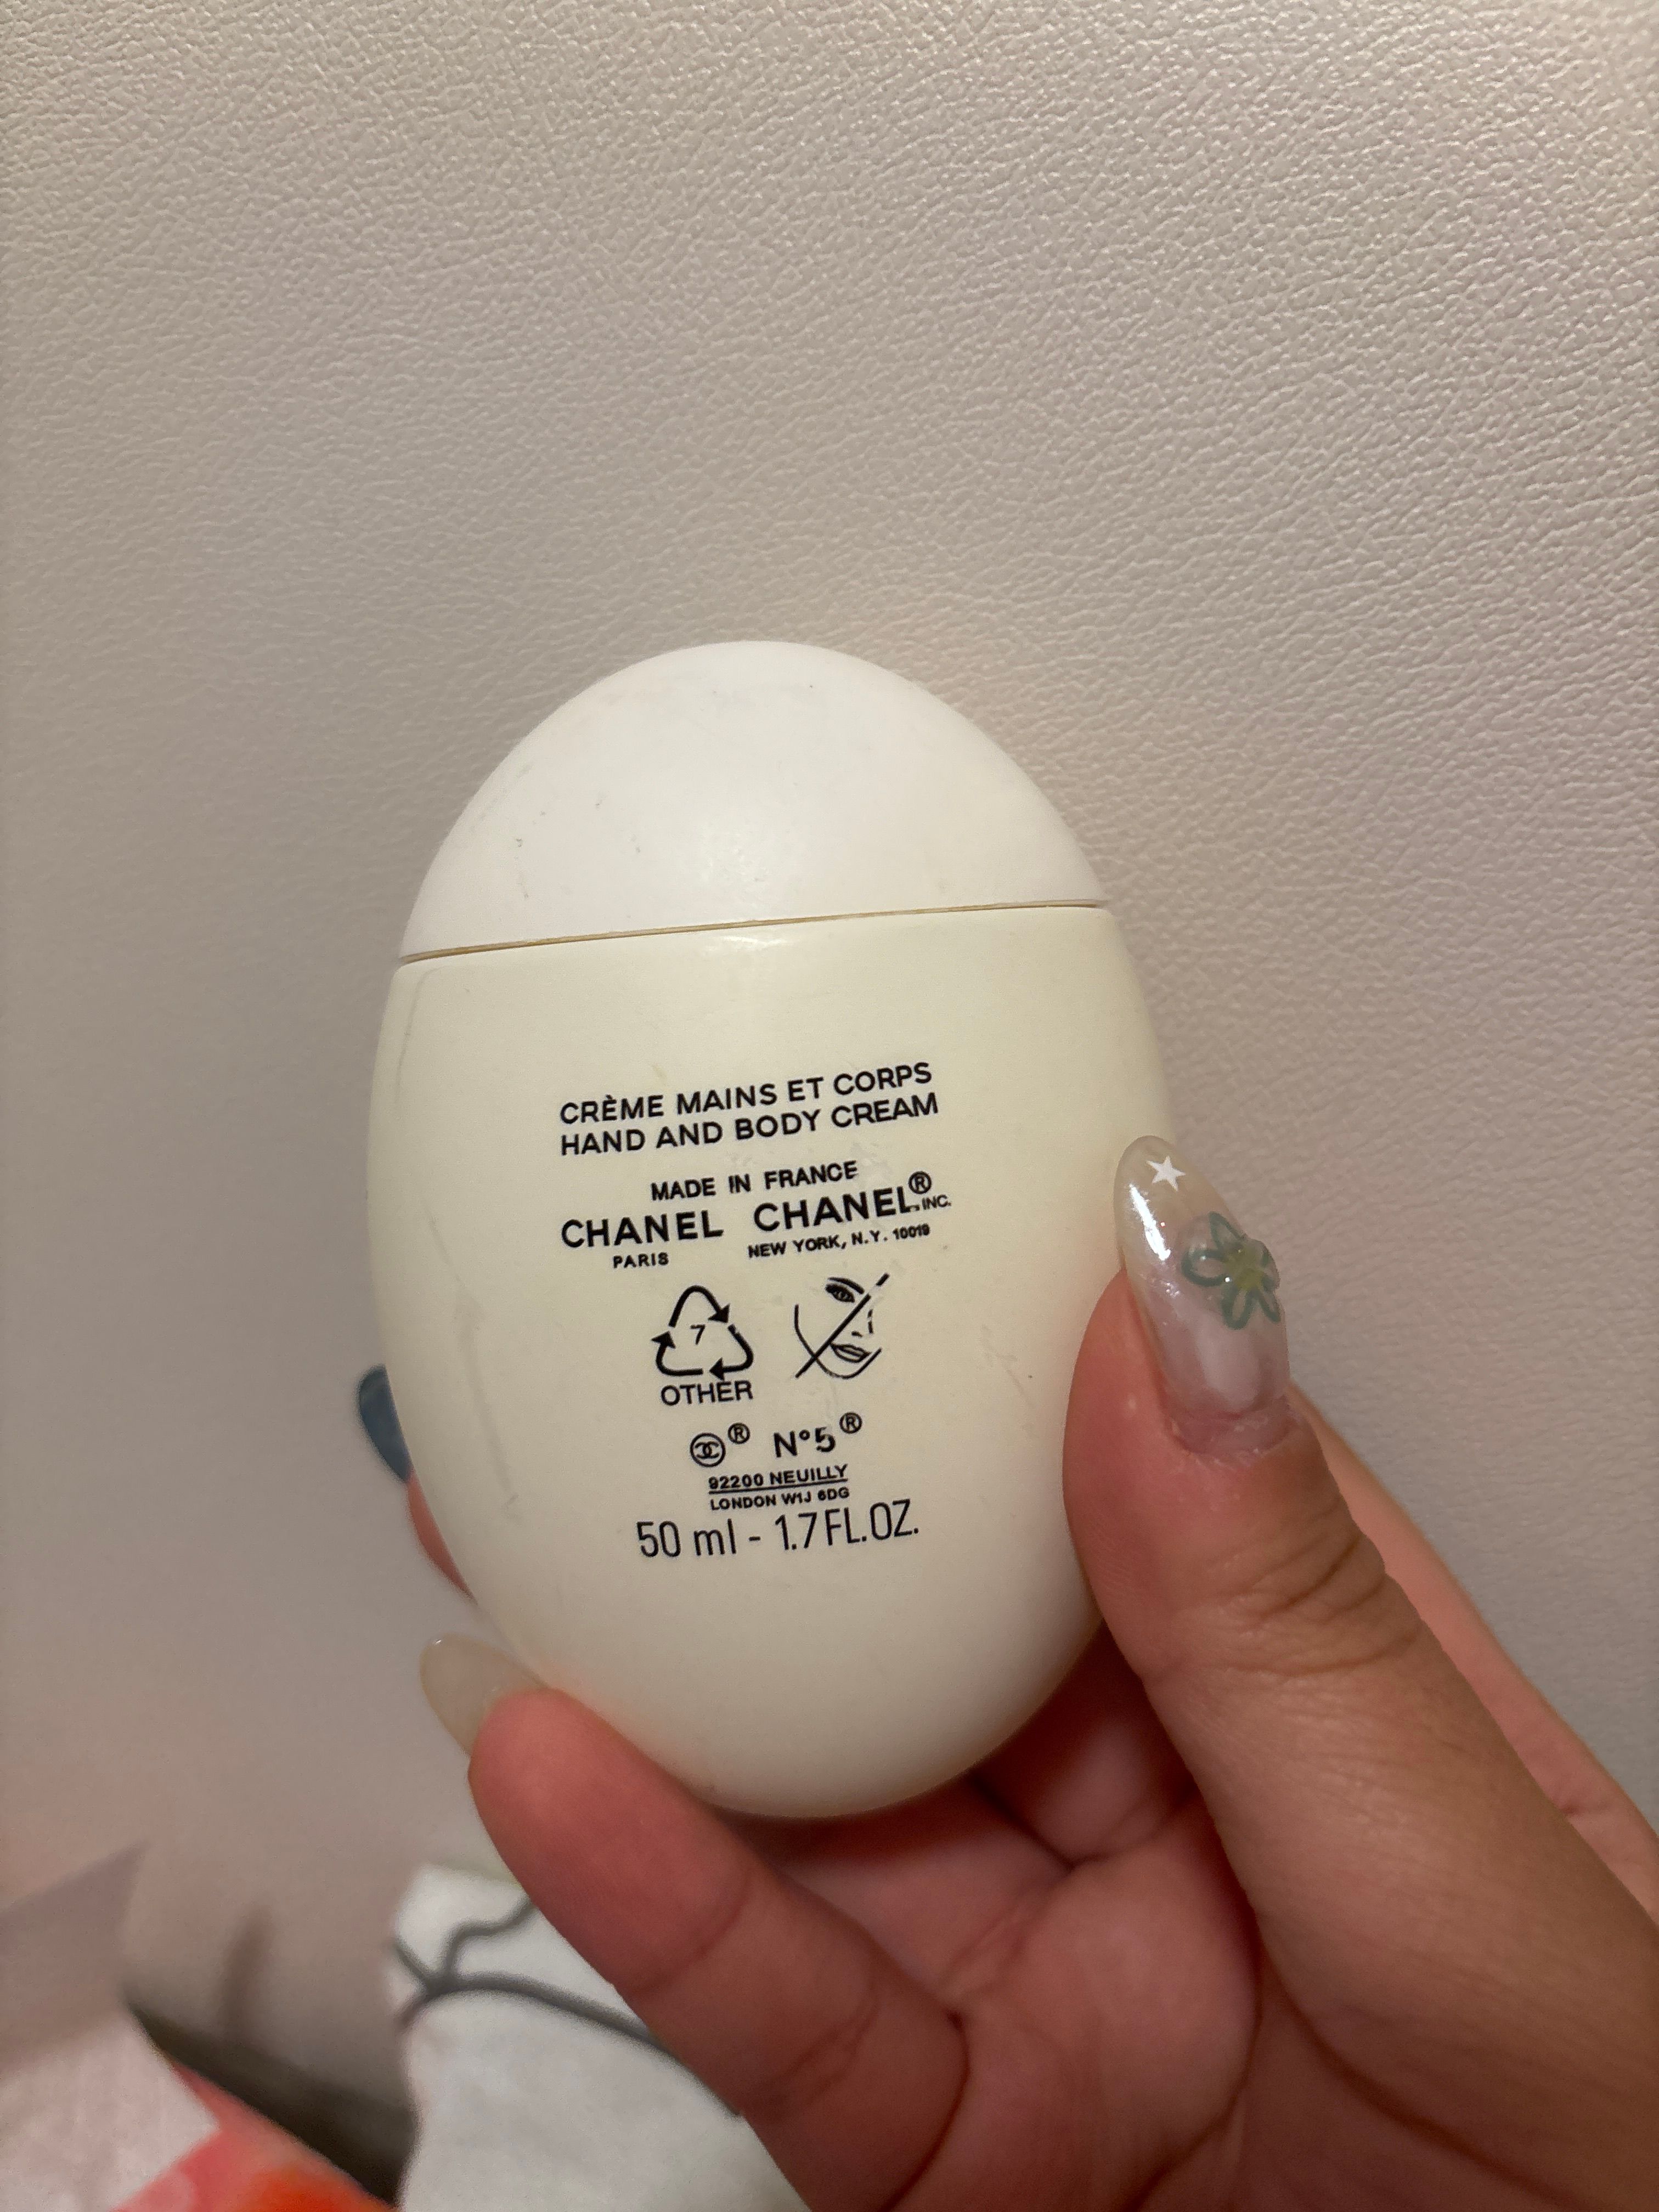 CRÈME MAINS ET CORPS
HAND AND BODY CREAM
MADE IN FRANCE
CHANEL CHANEL® INC.
PARIS NEW YORK, N.Y. 10019
7
OTHER
® N°5®
92200 NEUILLY
LONDON W1J 6DG
50 ml - 1.7 FL.OZ.